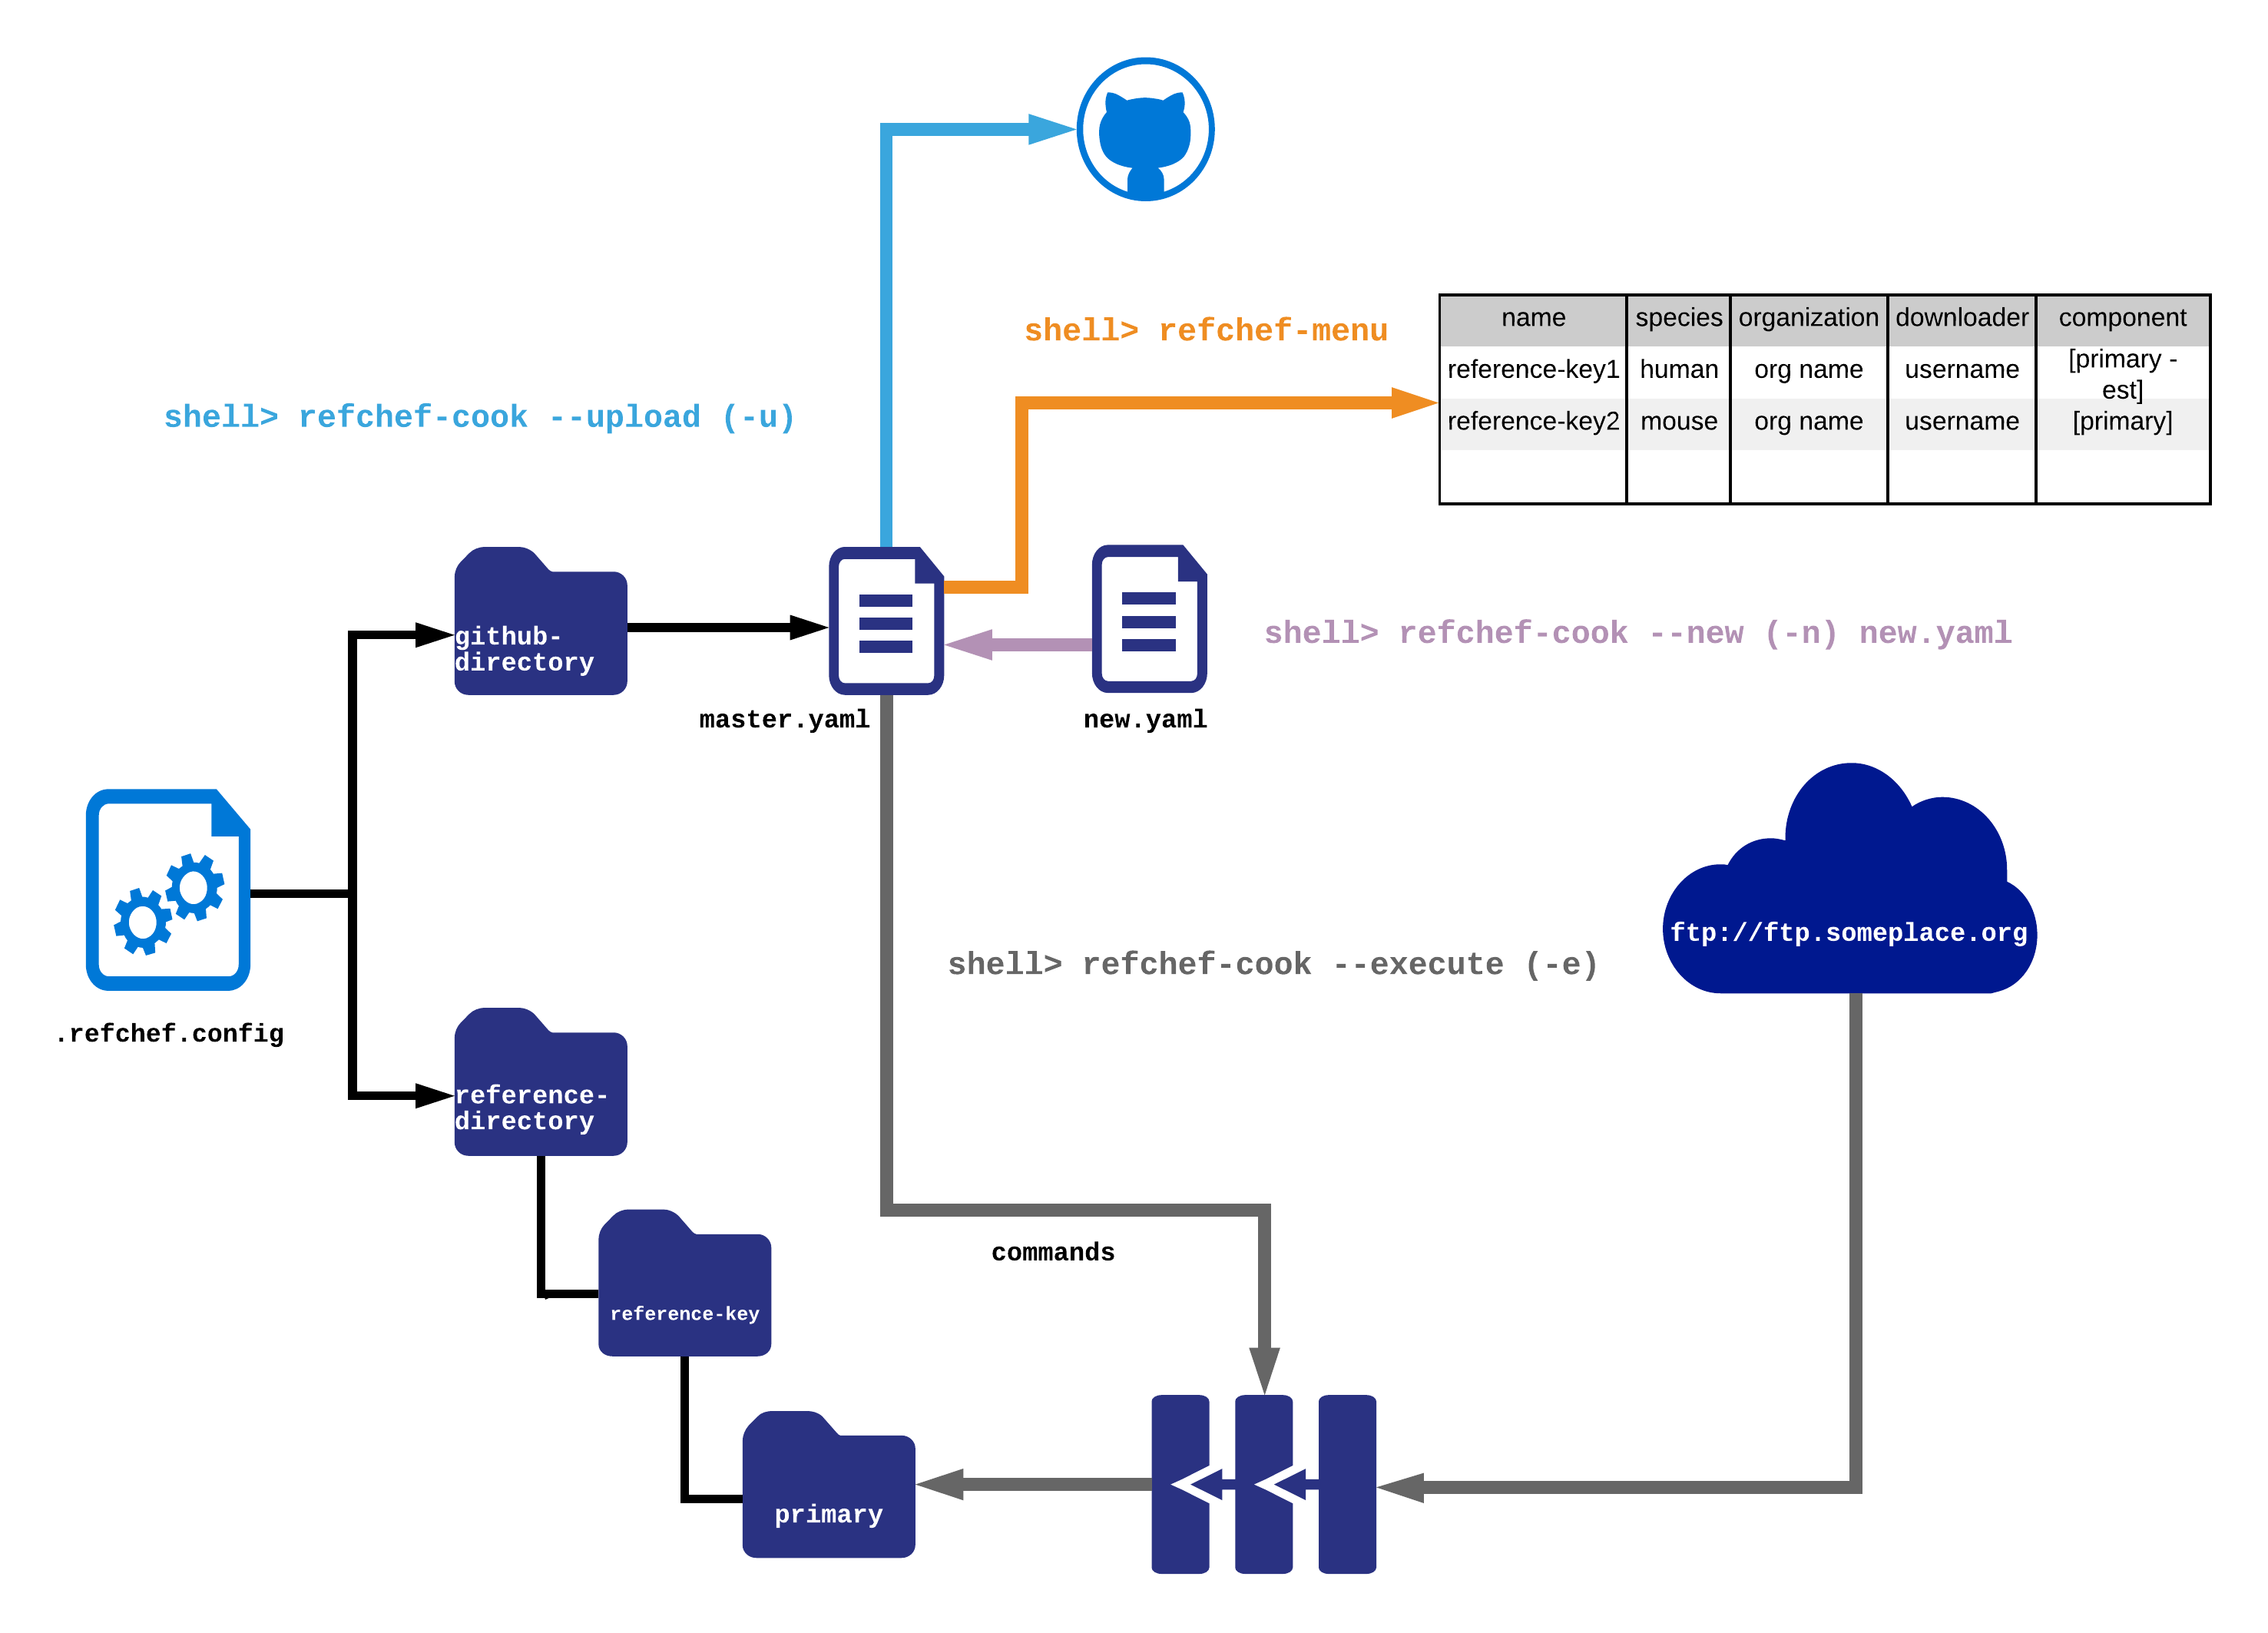 shell> refchef-menu
name species organization downloader component
reference-key1 human org name username [primary -
est]
reference-key2 mouse org name username [primary]
shell> refchef-cook --upload (-u)
github-
directory
master.yaml
new.yaml
shell> refchef-cook --new (-n) new.yaml
.refchef.config
shell> refchef-cook --execute (-e)
ftp://ftp.someplace.org
reference-
directory
reference-key
commands
primary